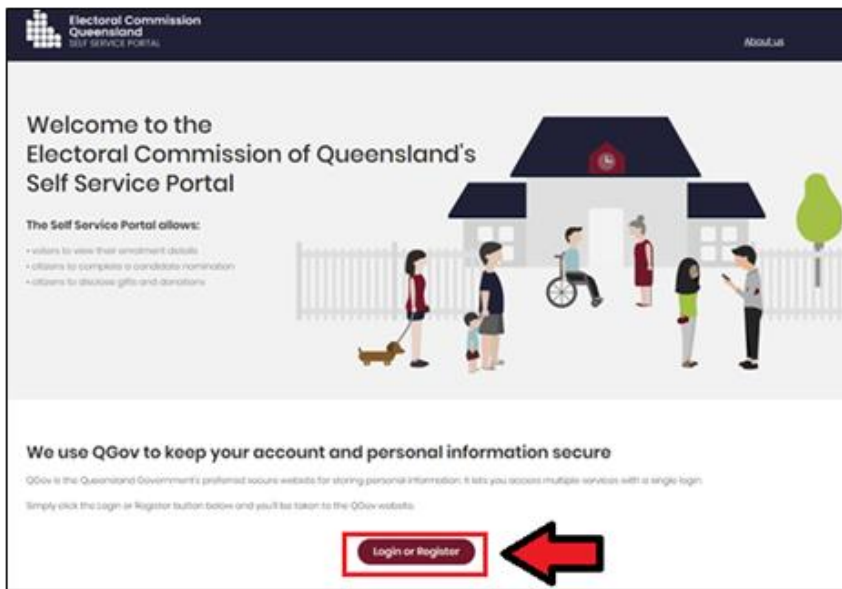 Electoral Commission
Queensland
SELF SERVICE PORTAL
About us
Welcome to the
Electoral Commission of Queensland's
Self Service Portal
The Self Service Portal allows:
• voters to view their enrolment details
• citizens to complete a candidate nomination
• citizens to disclose gifts and donations
We use QGov to keep your account and personal information secure
QGov is the Queensland Government's preferred secure website for storing personal information. It lets you access multiple services with a single login.
Simply click the Login or Register button below and you'll be taken to the QGov website.
Login or Register